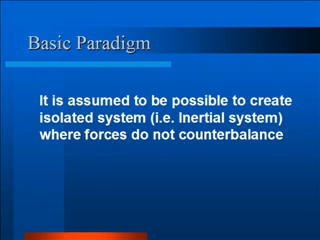 Basic Paradigm
It is assumed to be possible to create
isolated system (i.e. Inertial system)
where forces do not counterbalance